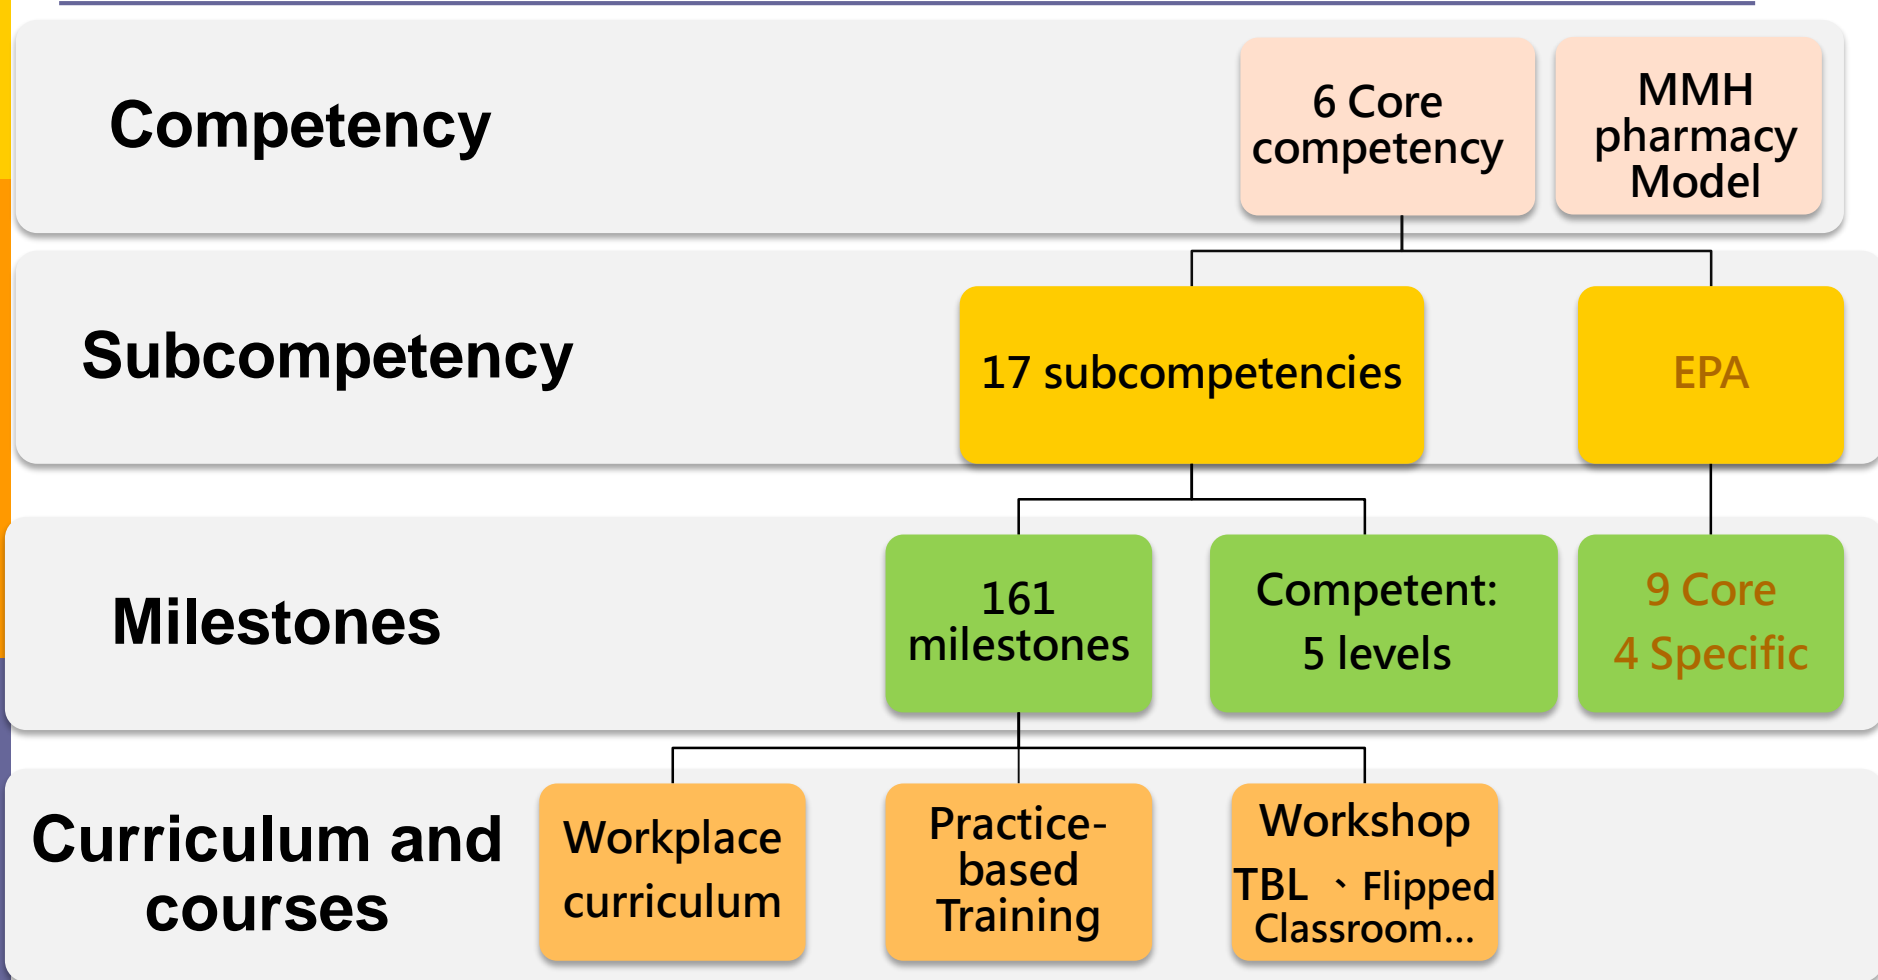 Competency
6 Core
competency
MMH
pharmacy
Model
Subcompetency
17 subcompetencies
EPA
Milestones
161
milestones
Competent:
5 levels
9 Core
4 Specific
Curriculum and
courses
Workplace
curriculum
Practice-
based
Training
Workshop
TBL 、Flipped
Classroom...